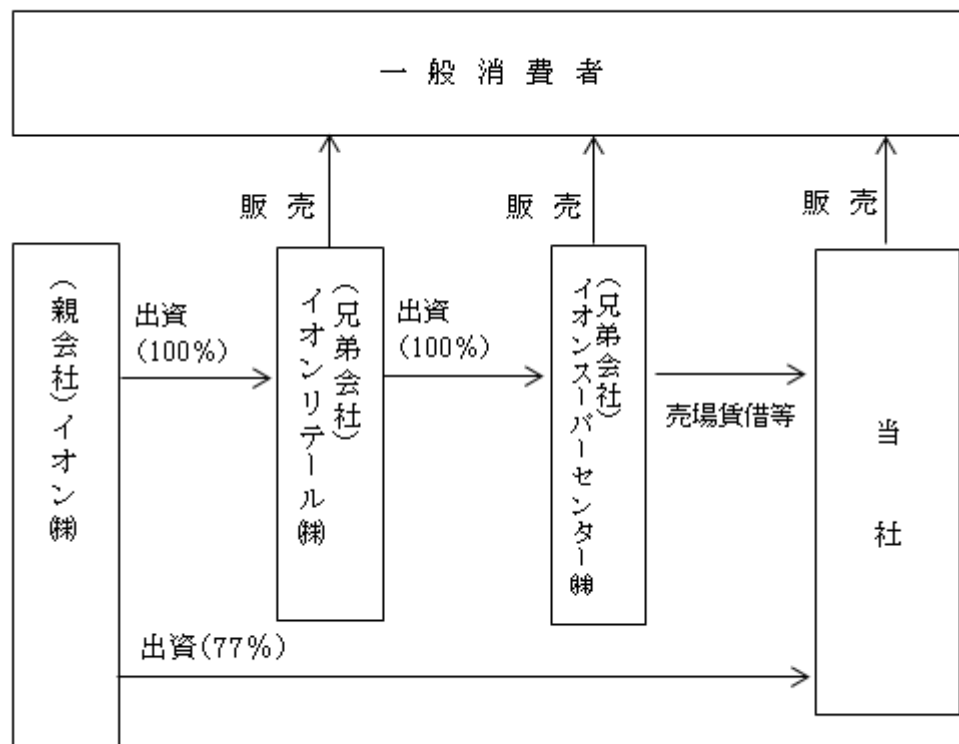 一般消費者
販売
販売
販売
(親会社)イオン㈱
出資
(100%)
(兄弟会社)
イオンリテール㈱
出資
(100%)
(兄弟会社)
イオンスーパーセンター㈱
売場賃借等
当社
出資(77%)